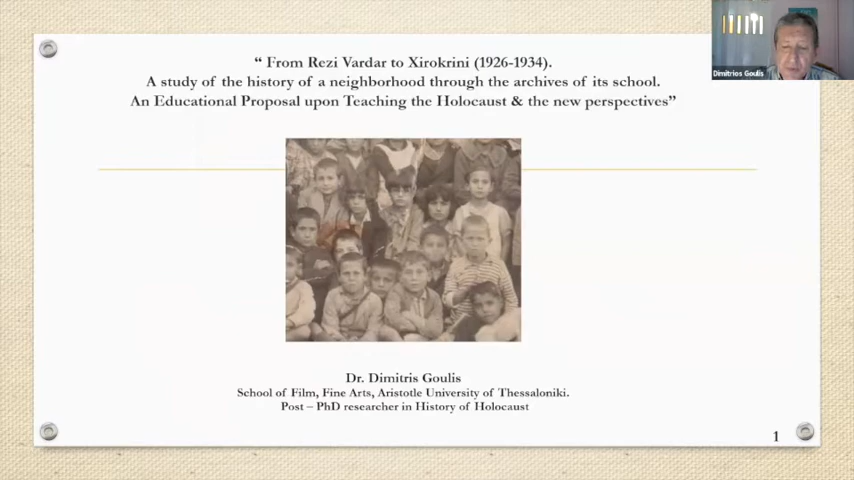 “ From Rezi Vardar to Xirokrini (1926-1934).
A study of the history of a neighborhood through the archives of its school.
An Educational Proposal upon Teaching the Holocaust & the new perspectives”
Dimitrios Goulis
Dr. Dimitris Goulis
School of Film, Fine Arts, Aristotle University of Thessaloniki.
Post – PhD researcher in History of Holocaust
1